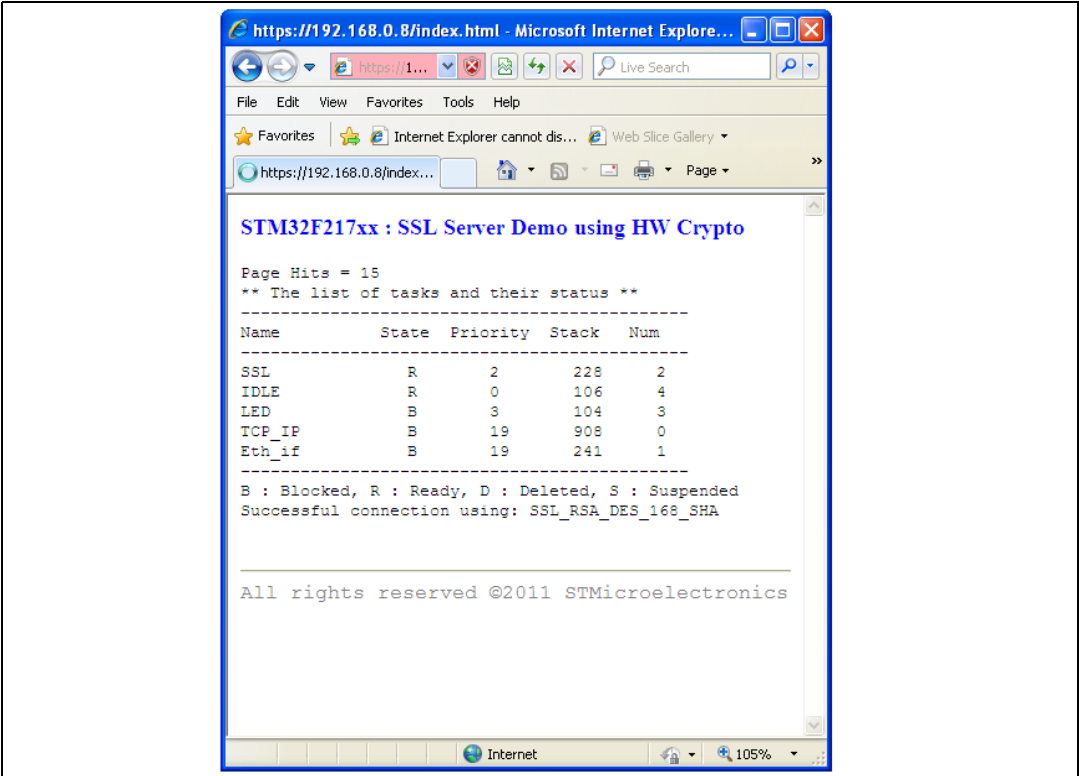 https://192.168.0.8/index.html - Microsoft Internet Explore...
https://1...
Live Search
File Edit View Favorites Tools Help
Favorites Internet Explorer cannot dis... Web Slice Gallery
https://192.168.0.8/index... Page »
STM32F217xx : SSL Server Demo using HW Crypto
Page Hits = 15
** The list of tasks and their status **
---------------------------------------------
Name State Priority Stack Num
---------------------------------------------
SSL R 2 228 2
IDLE R 0 106 4
LED B 3 104 3
TCP_IP B 19 908 0
Eth_if B 19 241 1
---------------------------------------------
B : Blocked, R : Ready, D : Deleted, S : Suspended
Successful connection using: SSL_RSA_DES_168_SHA
All rights reserved ©2011 STMicroelectronics
Internet 105%